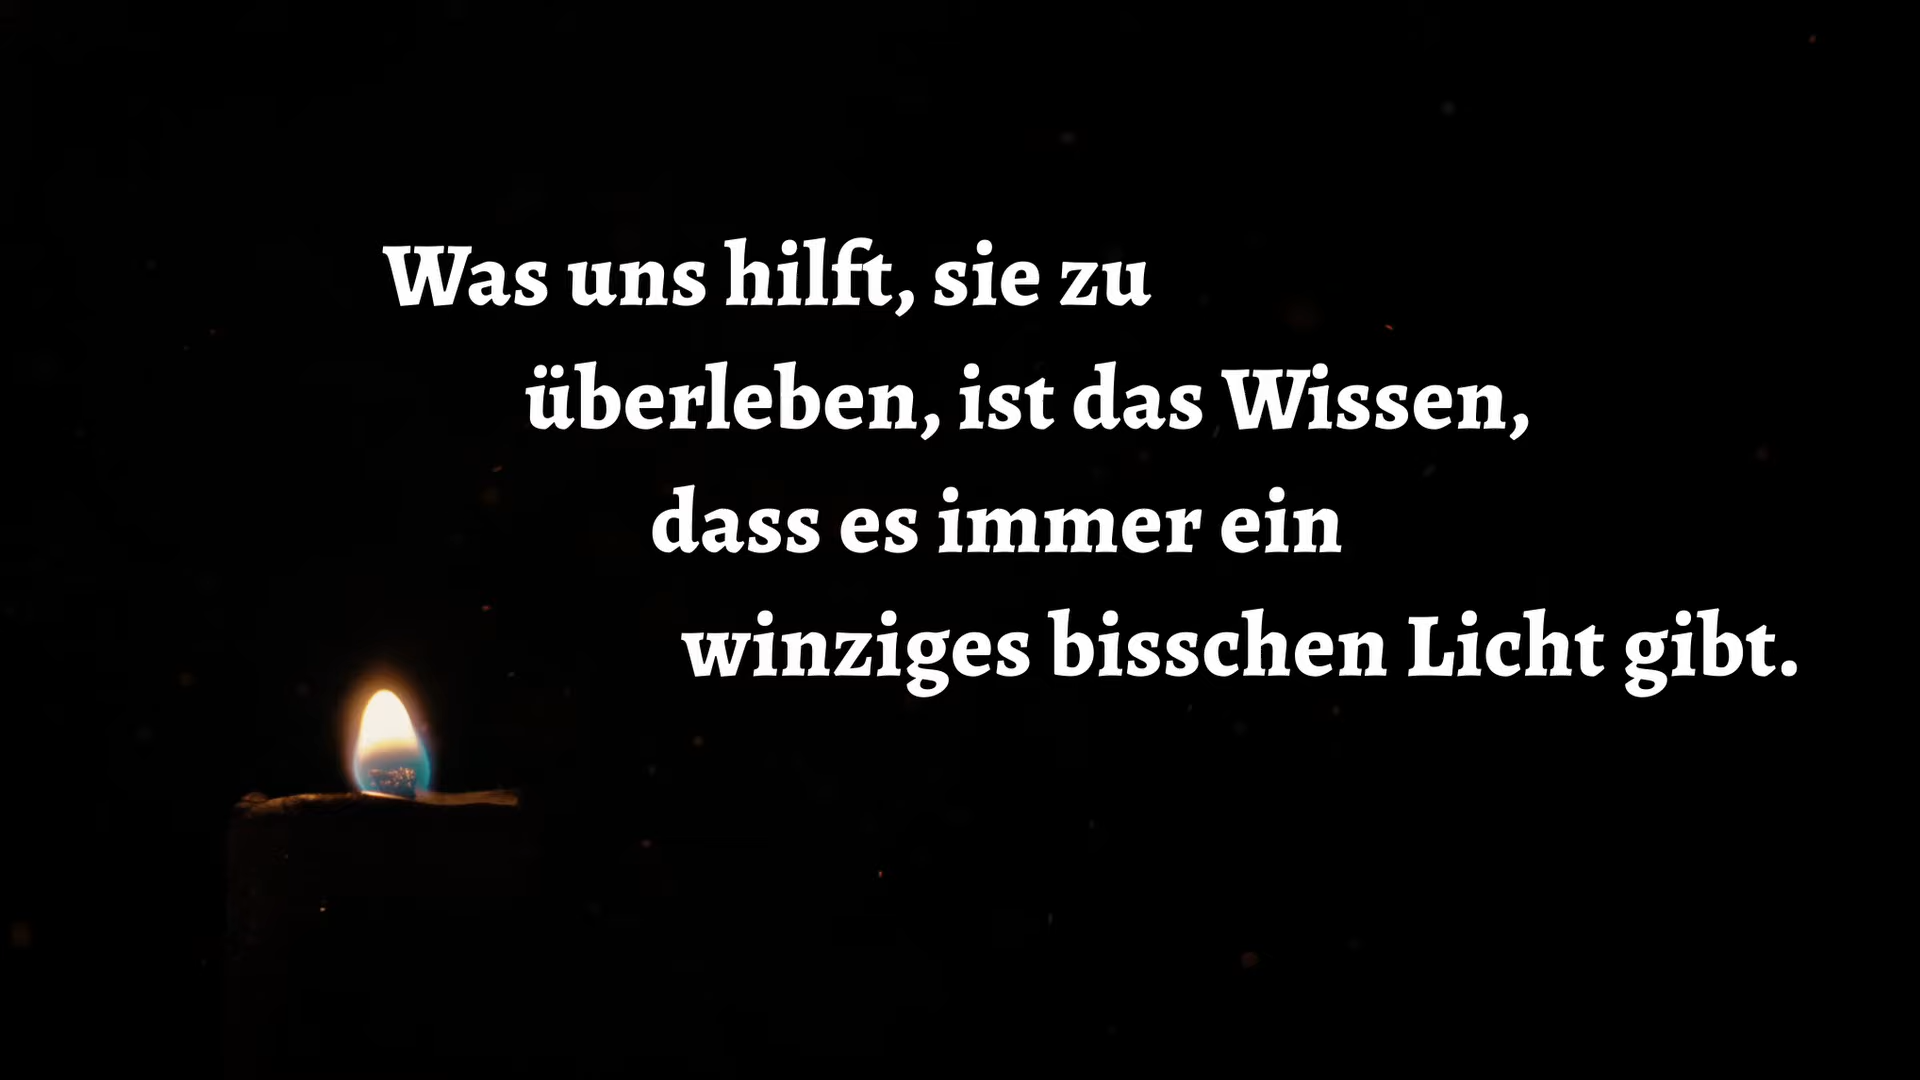 Was uns hilft, sie zu
überleben, ist das Wissen,
dass es immer ein
winziges bisschen Licht gibt.